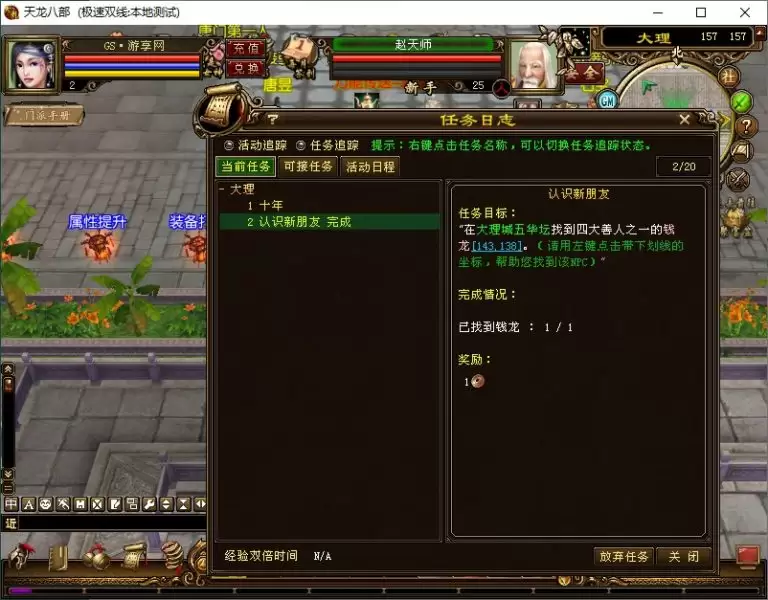 天龙八部 (极速双线:本地测试)
GS·游享网
充值
兑换
2
赵天师
新手
25
安全
大理
157 157
北
社
GM
门派手册
唐昱
属性提升
任务日志
活动追踪 任务追踪 提示：右键点击任务名称，可以切换任务追踪状态。
当前任务 可接任务 活动日程 2/20
- 大理
1 十年
2 认识新朋友 完成
认识新朋友
任务目标：
“在大理城五华坛找到四大善人之一的钱
龙[143,138]。（请用左键点击带下划线的
坐标，帮助您找到该NPC）”
完成情况：
已找到钱龙 ： 1 / 1
奖励：
1
中 A
近
经验双倍时间 N/A
放弃任务 关 闭